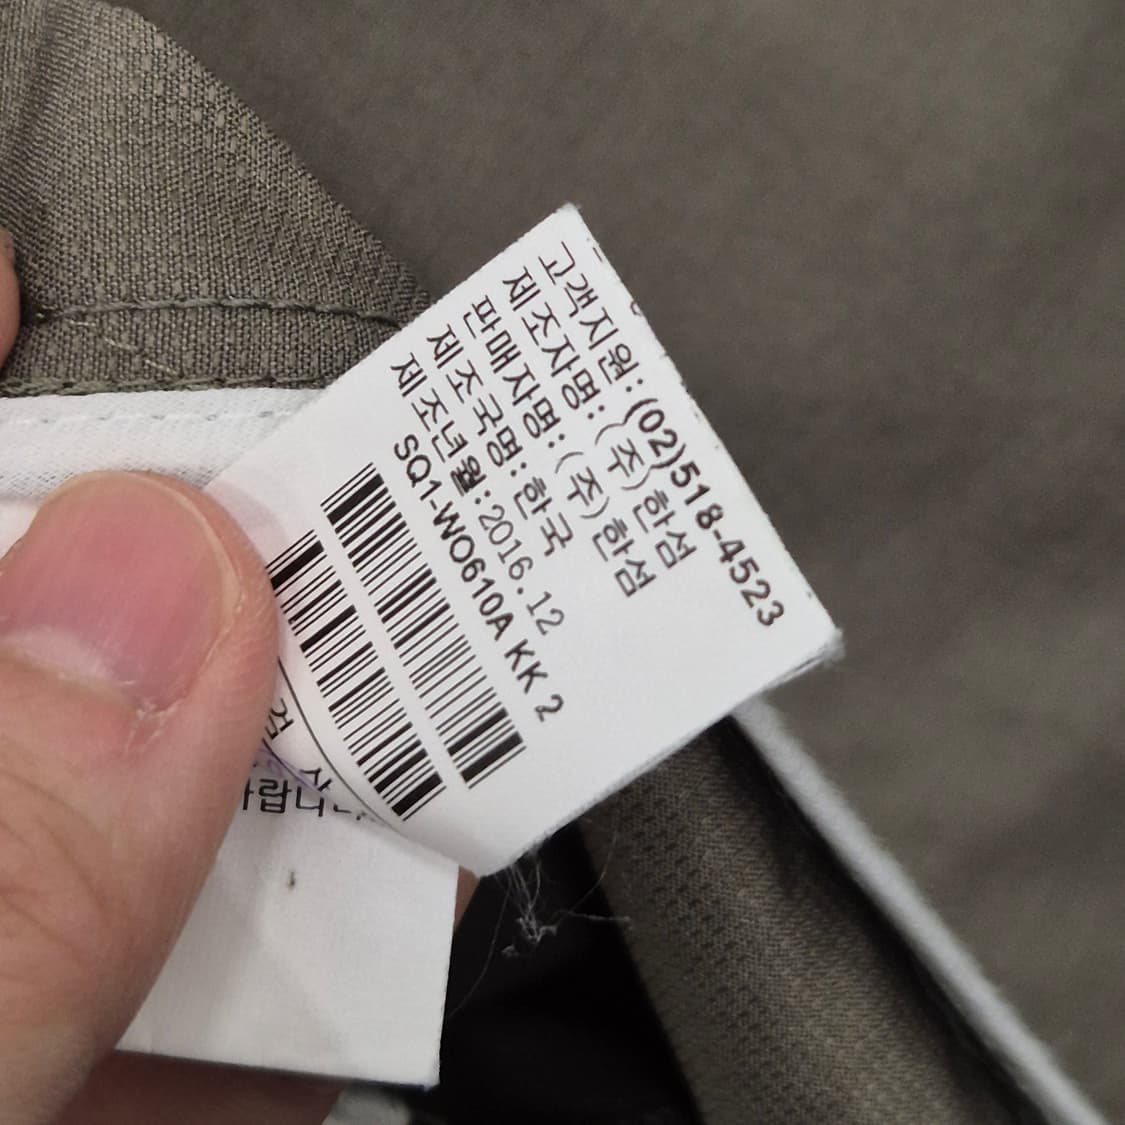 고객지원:(02)518-4523
제조자명:(주)한섬
판매자명:(주)한섬
제조국명:한국
제조년월:2016.12
SQ1-WO610A KK 2
검